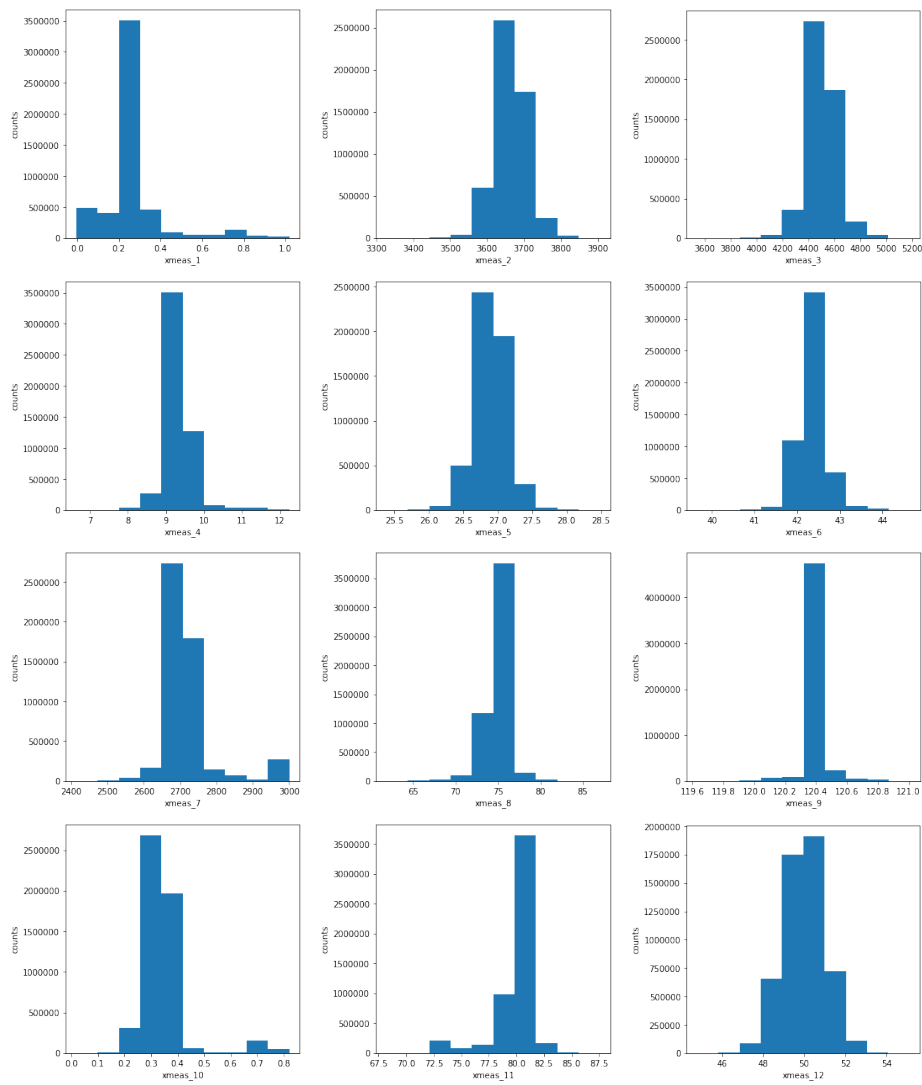 3500000
3000000
2500000
2000000
1500000
1000000
500000
0
counts
0.0 0.2 0.4 0.6 0.8 1.0
xmeas_1
2500000
2000000
1500000
1000000
500000
0
counts
3300 3400 3500 3600 3700 3800 3900
xmeas_2
2500000
2000000
1500000
1000000
500000
0
counts
3600 3800 4000 4200 4400 4600 4800 5000 5200
xmeas_3
3500000
3000000
2500000
2000000
1500000
1000000
500000
0
counts
7 8 9 10 11 12
xmeas_4
2500000
2000000
1500000
1000000
500000
0
counts
25.5 26.0 26.5 27.0 27.5 28.0 28.5
xmeas_5
3500000
3000000
2500000
2000000
1500000
1000000
500000
0
counts
40 41 42 43 44
xmeas_6
2500000
2000000
1500000
1000000
500000
0
counts
2400 2500 2600 2700 2800 2900 3000
xmeas_7
3500000
3000000
2500000
2000000
1500000
1000000
500000
0
counts
65 70 75 80 85
xmeas_8
4000000
3000000
2000000
1000000
0
counts
119.6 119.8 120.0 120.2 120.4 120.6 120.8 121.0
xmeas_9
2500000
2000000
1500000
1000000
500000
0
counts
0.0 0.1 0.2 0.3 0.4 0.5 0.6 0.7 0.8
xmeas_10
3500000
3000000
2500000
2000000
1500000
1000000
500000
0
counts
67.5 70.0 72.5 75.0 77.5 80.0 82.5 85.0 87.5
xmeas_11
2000000
1750000
1500000
1250000
1000000
750000
500000
250000
0
counts
46 48 50 52 54
xmeas_12